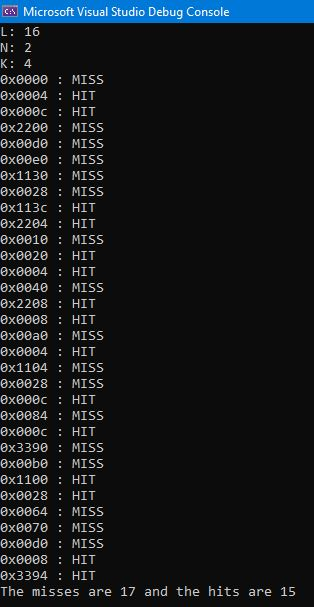 Microsoft Visual Studio Debug Console
L: 16
N: 2
K: 4
0x0000 : MISS
0x0004 : HIT
0x000c : HIT
0x2200 : MISS
0x00d0 : MISS
0x00e0 : MISS
0x1130 : MISS
0x0028 : MISS
0x113c : HIT
0x2204 : HIT
0x0010 : MISS
0x0020 : HIT
0x0004 : HIT
0x0040 : MISS
0x2208 : HIT
0x0008 : HIT
0x00a0 : MISS
0x0004 : HIT
0x1104 : MISS
0x0028 : MISS
0x000c : HIT
0x0084 : MISS
0x000c : HIT
0x3390 : MISS
0x00b0 : MISS
0x1100 : HIT
0x0028 : HIT
0x0064 : MISS
0x0070 : MISS
0x00d0 : MISS
0x0008 : HIT
0x3394 : HIT
The misses are 17 and the hits are 15